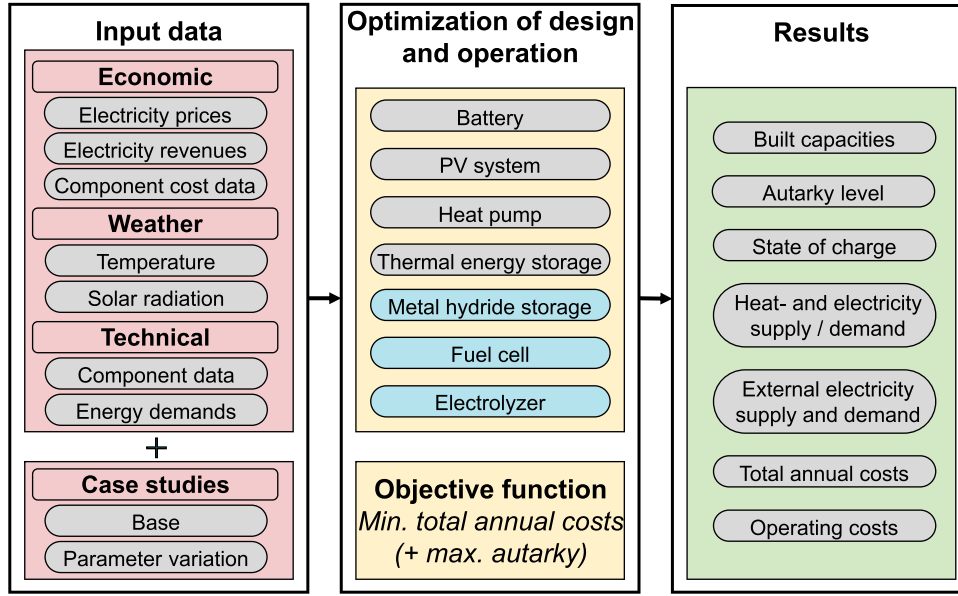 Input data
Economic
Electricity prices
Electricity revenues
Component cost data
Weather
Temperature
Solar radiation
Technical
Component data
Energy demands
+
Case studies
Base
Parameter variation
Optimization of design
and operation
Battery
PV system
Heat pump
Thermal energy storage
Metal hydride storage
Fuel cell
Electrolyzer
Objective function
Min. total annual costs
(+ max. autarky)
Results
Built capacities
Autarky level
State of charge
Heat- and electricity
supply / demand
External electricity
supply and demand
Total annual costs
Operating costs